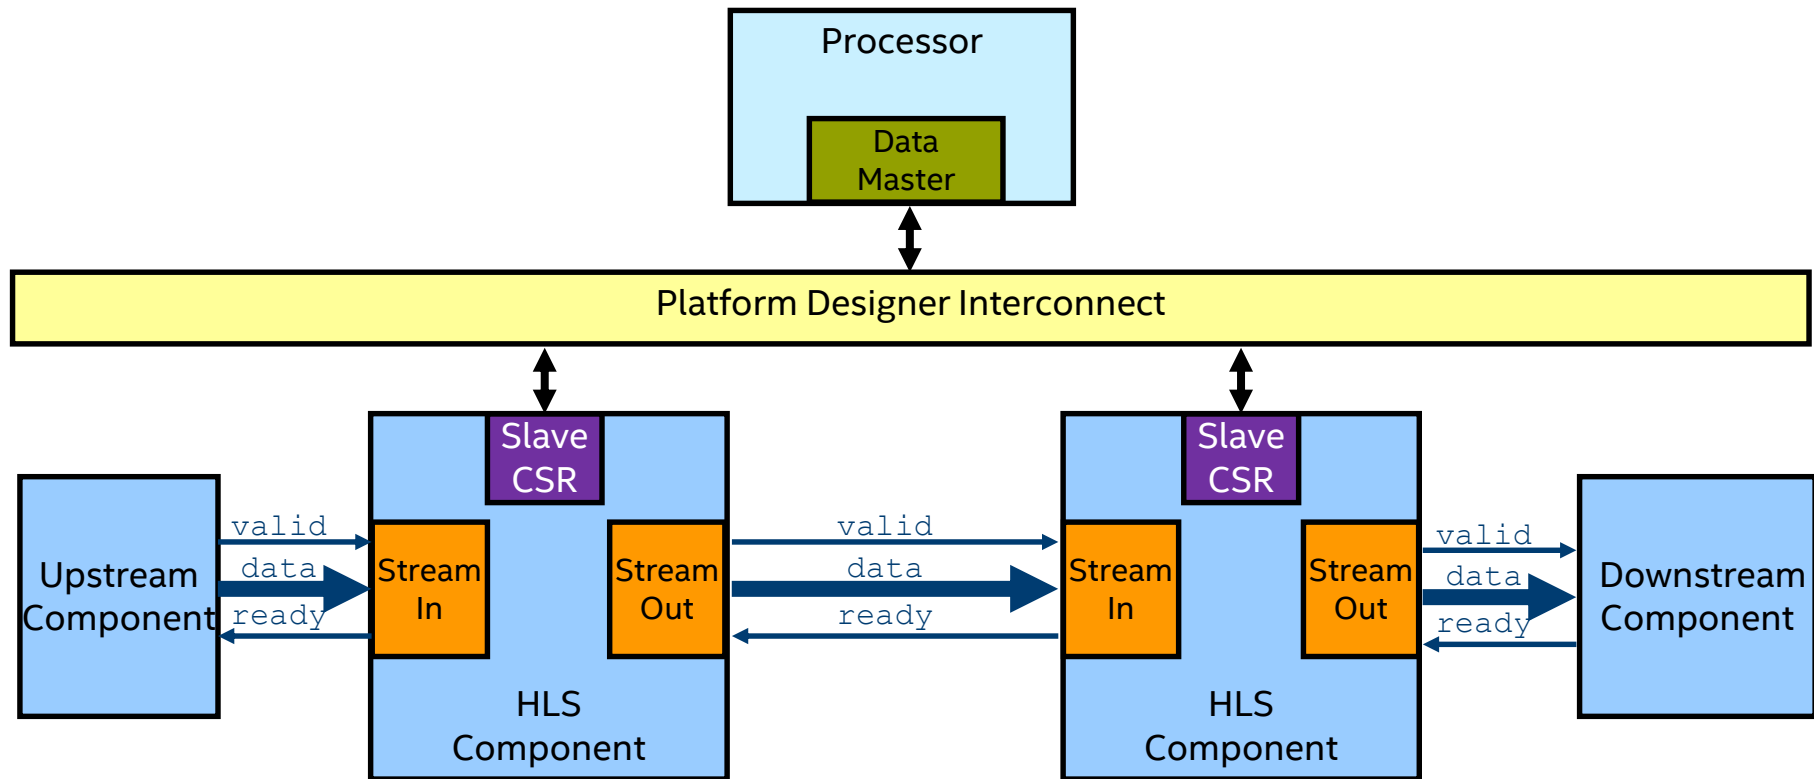 Processor
Data
Master
Platform Designer Interconnect
Slave
CSR
Slave
CSR
Upstream
Component
valid
data
ready
Stream
In
Stream
Out
HLS
Component
valid
data
ready
Stream
In
Stream
Out
HLS
Component
valid
data
ready
Downstream
Component